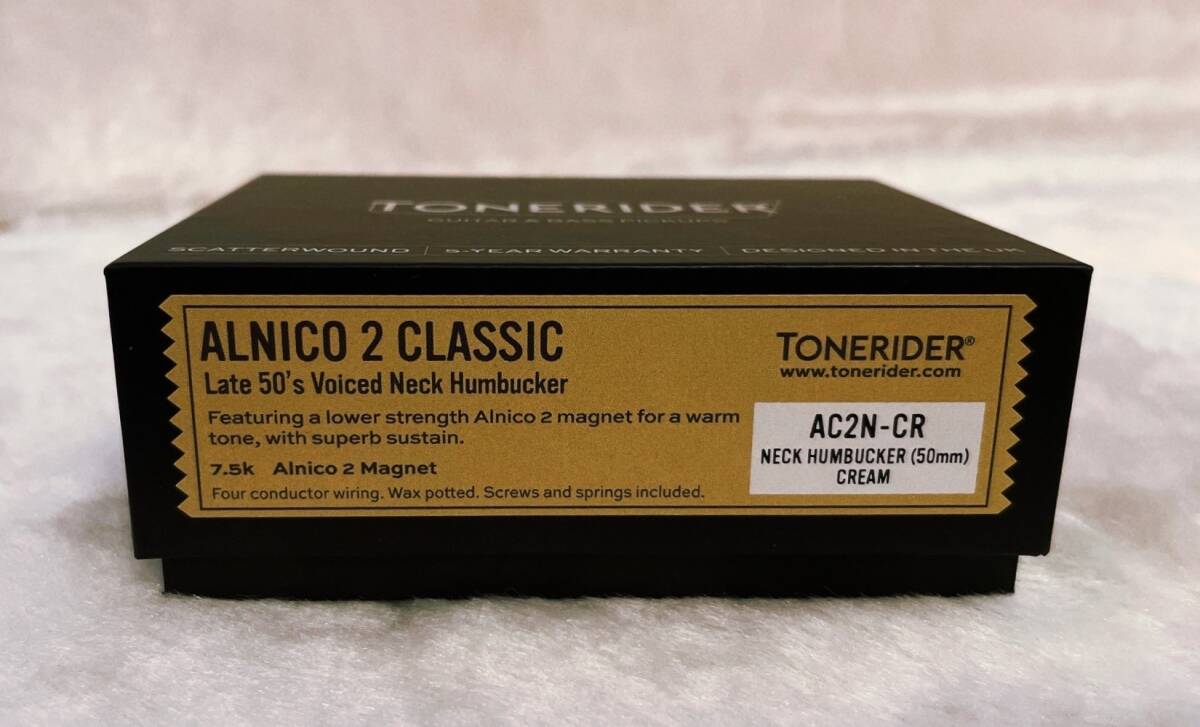 TONERIDER
GUITAR & BASS PICKUPS
SCATTERWOUND | 5-YEAR WARRANTY | DESIGNED IN THE UK
ALNICO 2 CLASSIC
Late 50's Voiced Neck Humbucker
Featuring a lower strength Alnico 2 magnet for a warm
tone, with superb sustain.
7.5k Alnico 2 Magnet
Four conductor wiring. Wax potted. Screws and springs included.
TONERIDER®
www.tonerider.com
AC2N-CR
NECK HUMBUCKER (50mm)
CREAM